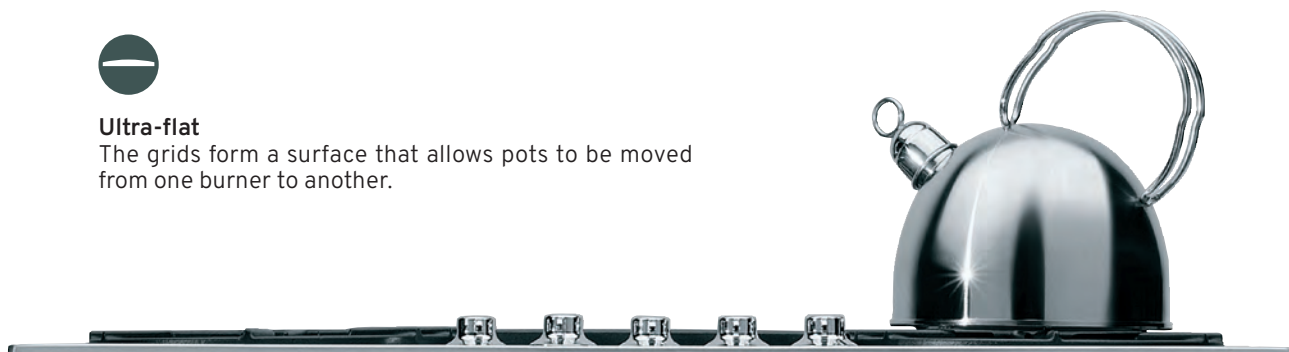 Ultra-flat
The grids form a surface that allows pots to be moved
from one burner to another.